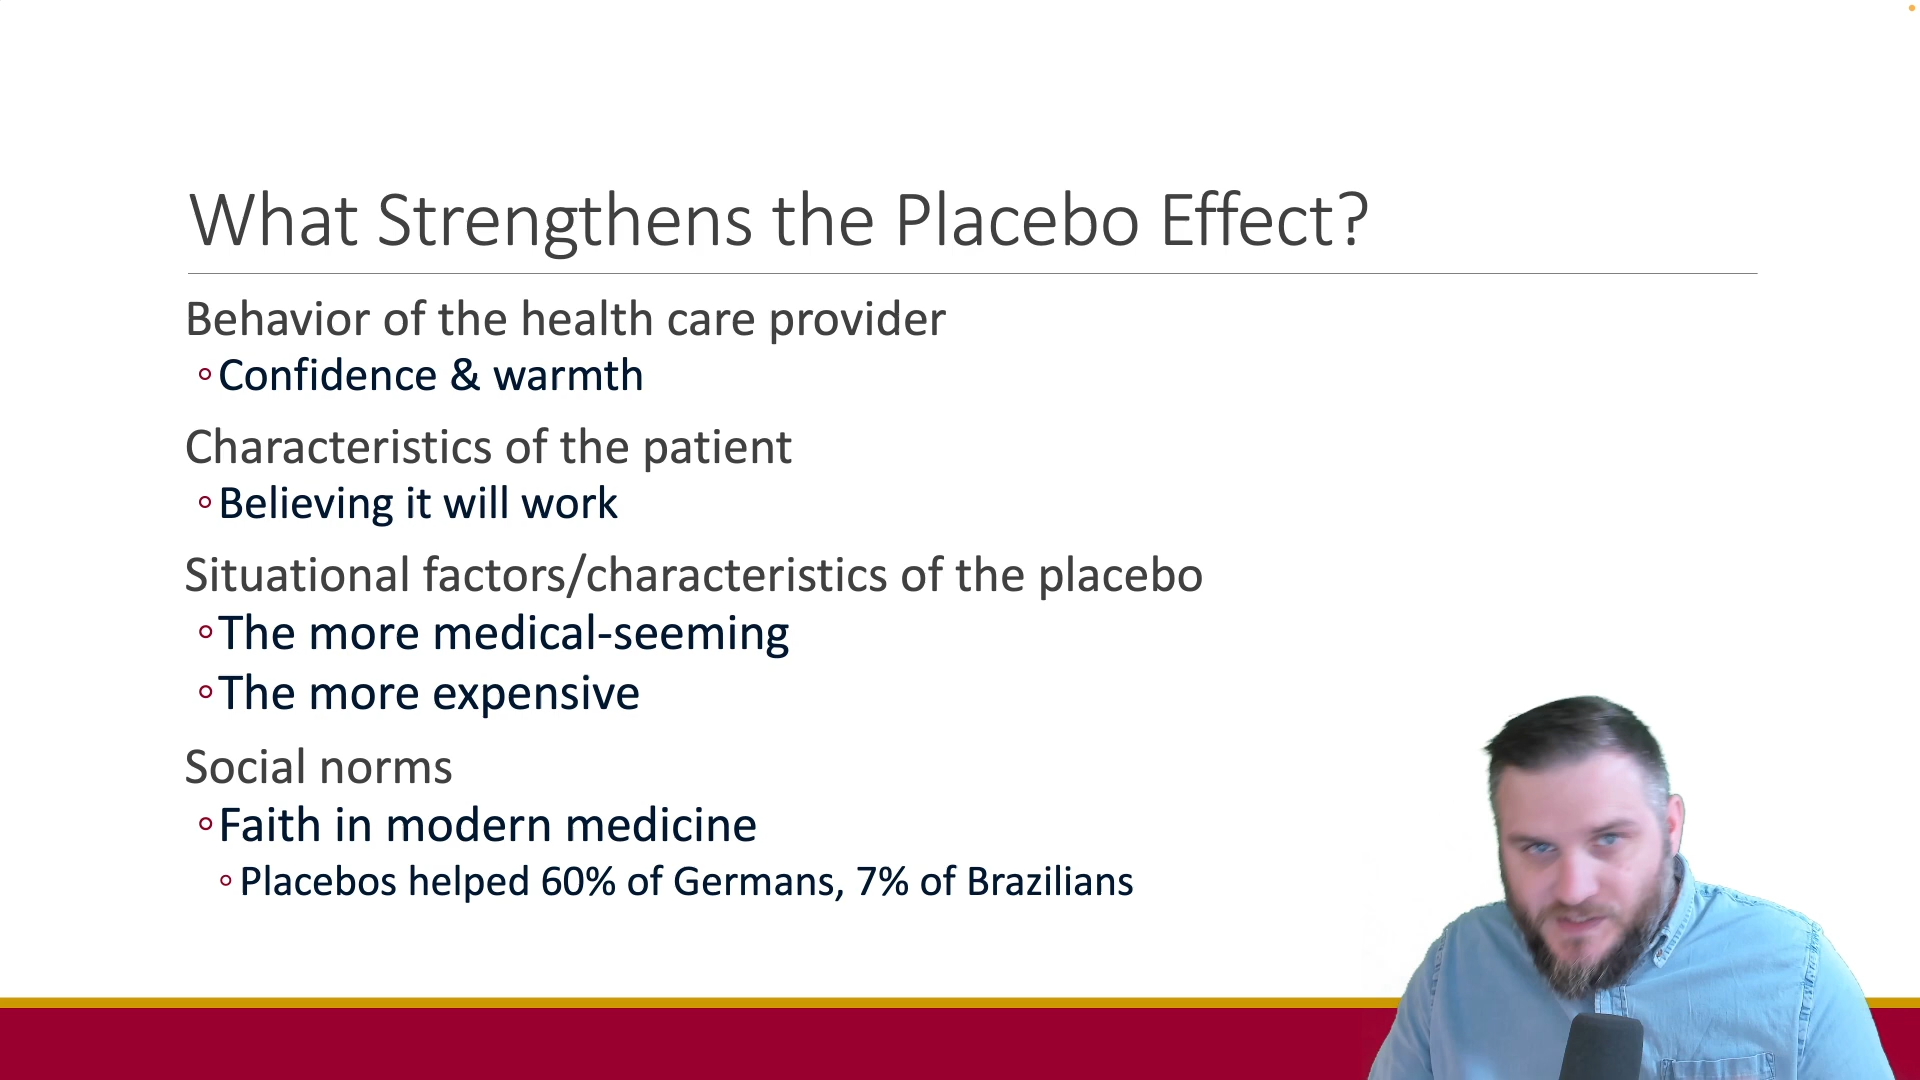 What Strengthens the Placebo Effect?
Behavior of the health care provider
◦Confidence & warmth
Characteristics of the patient
◦Believing it will work
Situational factors/characteristics of the placebo
◦The more medical-seeming
◦The more expensive
Social norms
◦Faith in modern medicine
◦Placebos helped 60% of Germans, 7% of Brazilians